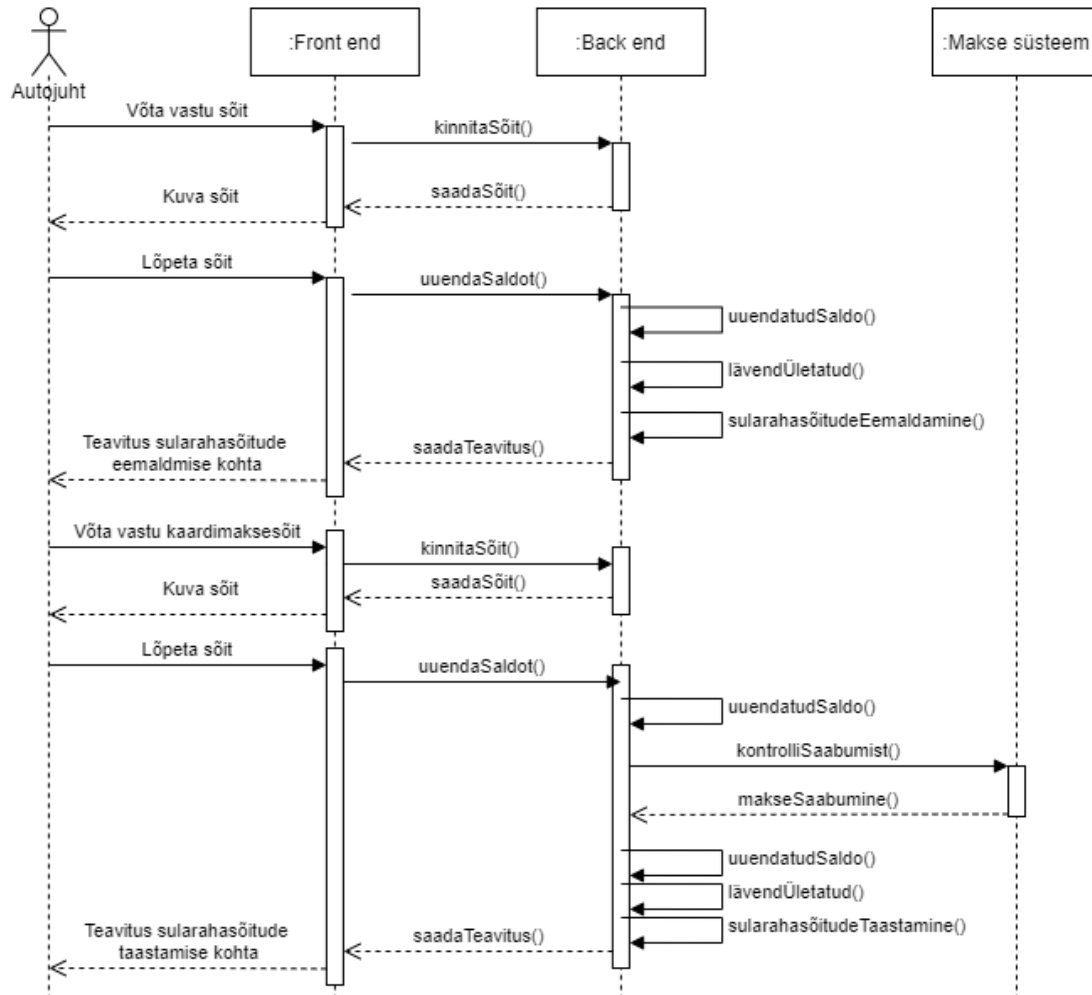 :Front end
:Back end
:Makse süsteem
Autojuht
Võta vastu sõit
kinnitaSõit()
saadaSõit()
Kuva sõit
Lõpeta sõit
uuendaSaldot()
uuendatudSaldo()
lävendÜletatud()
sularahasõitudeEemaldamine()
saadaTeavitus()
Teavitus sularahasõitude
eemaldmise kohta
Võta vastu kaardimaksesõit
kinnitaSõit()
saadaSõit()
Kuva sõit
Lõpeta sõit
uuendaSaldot()
uuendatudSaldo()
kontrolliSaabumist()
makseSaabumine()
uuendatudSaldo()
lävendÜletatud()
sularahasõitudeTaastamine()
saadaTeavitus()
Teavitus sularahasõitude
taastamise kohta